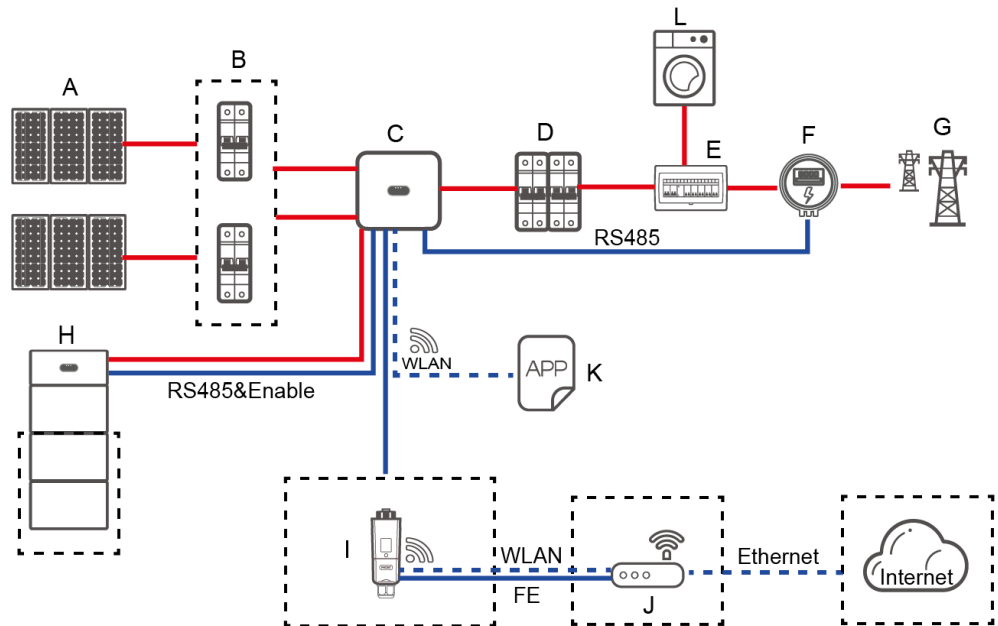 L
A
B
C
D
E
F
G
RS485
H
WLAN
APP
K
RS485&Enable
I
WLAN
FE
J
Ethernet
Internet